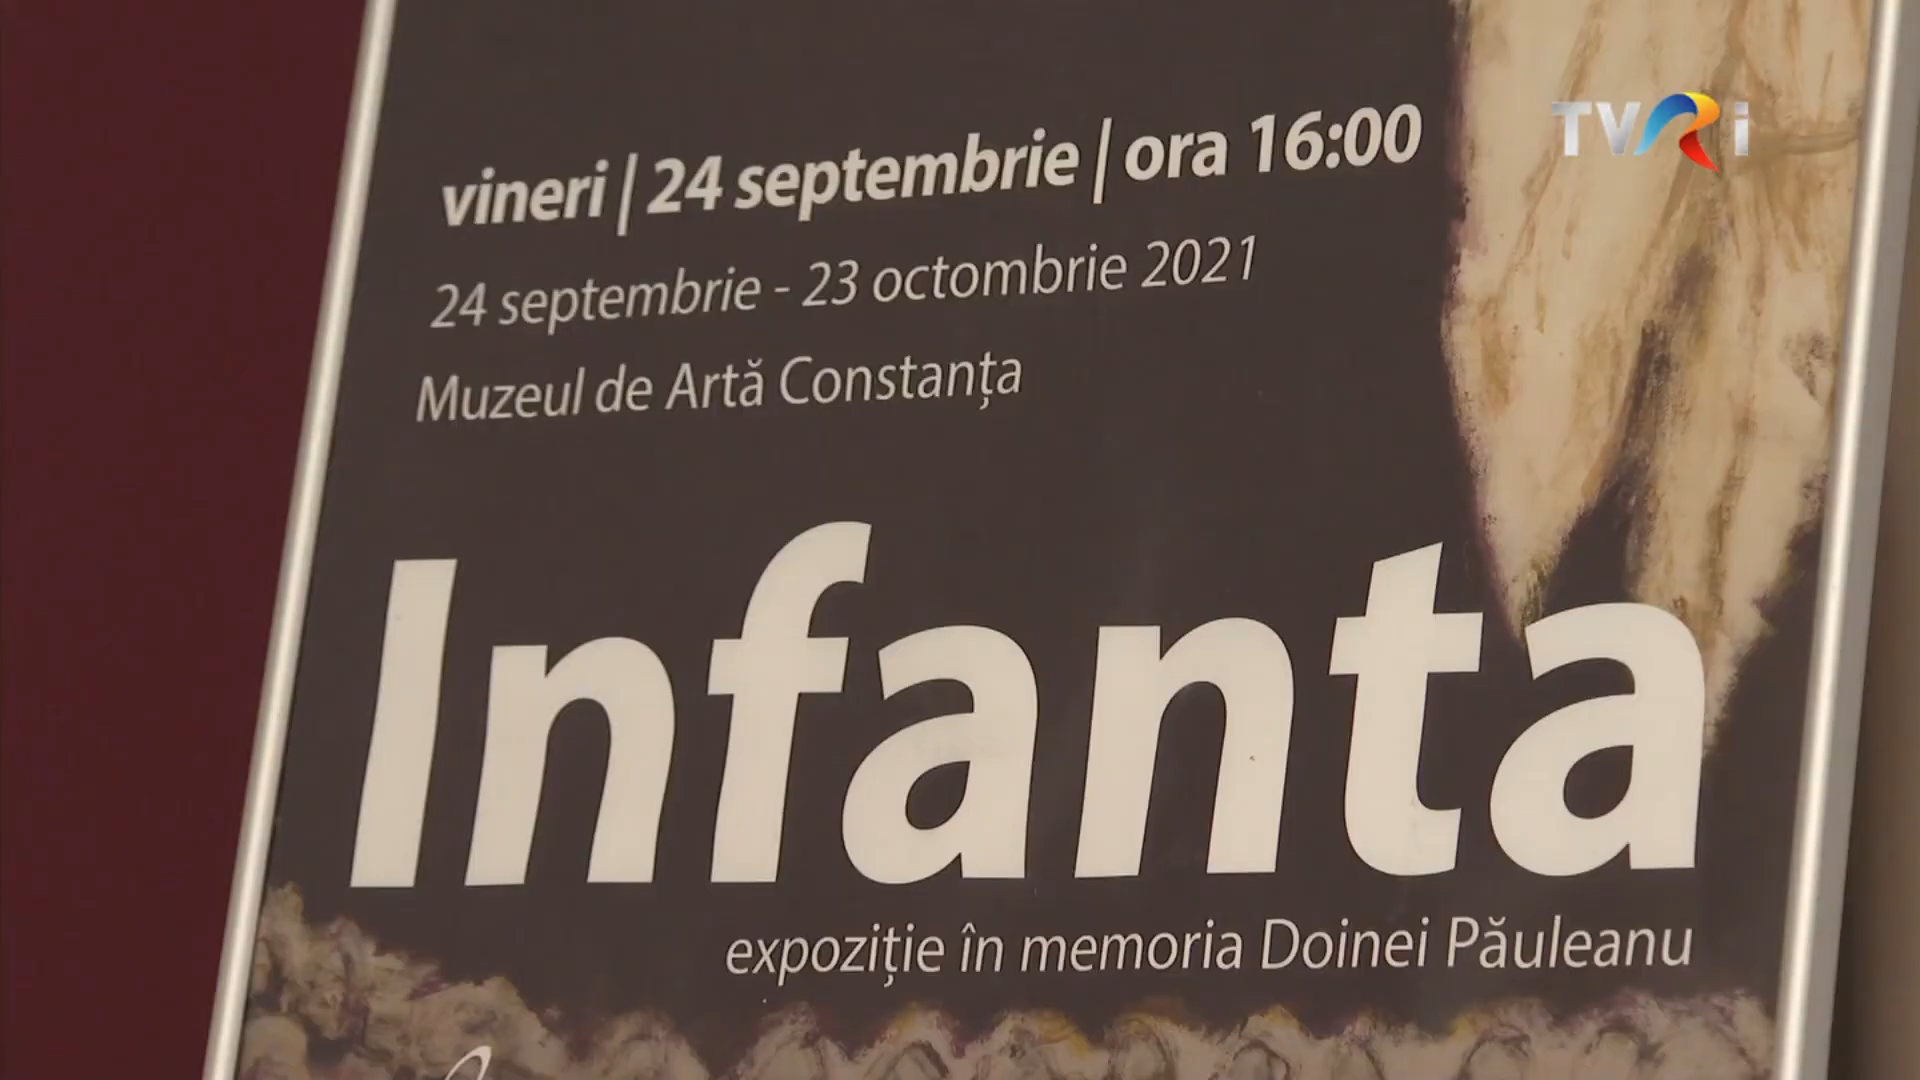 TVRi
vineri | 24 septembrie | ora 16:00
24 septembrie - 23 octombrie 2021
Muzeul de Artă Constanța
Infanta
expoziție în memoria Doinei Păuleanu